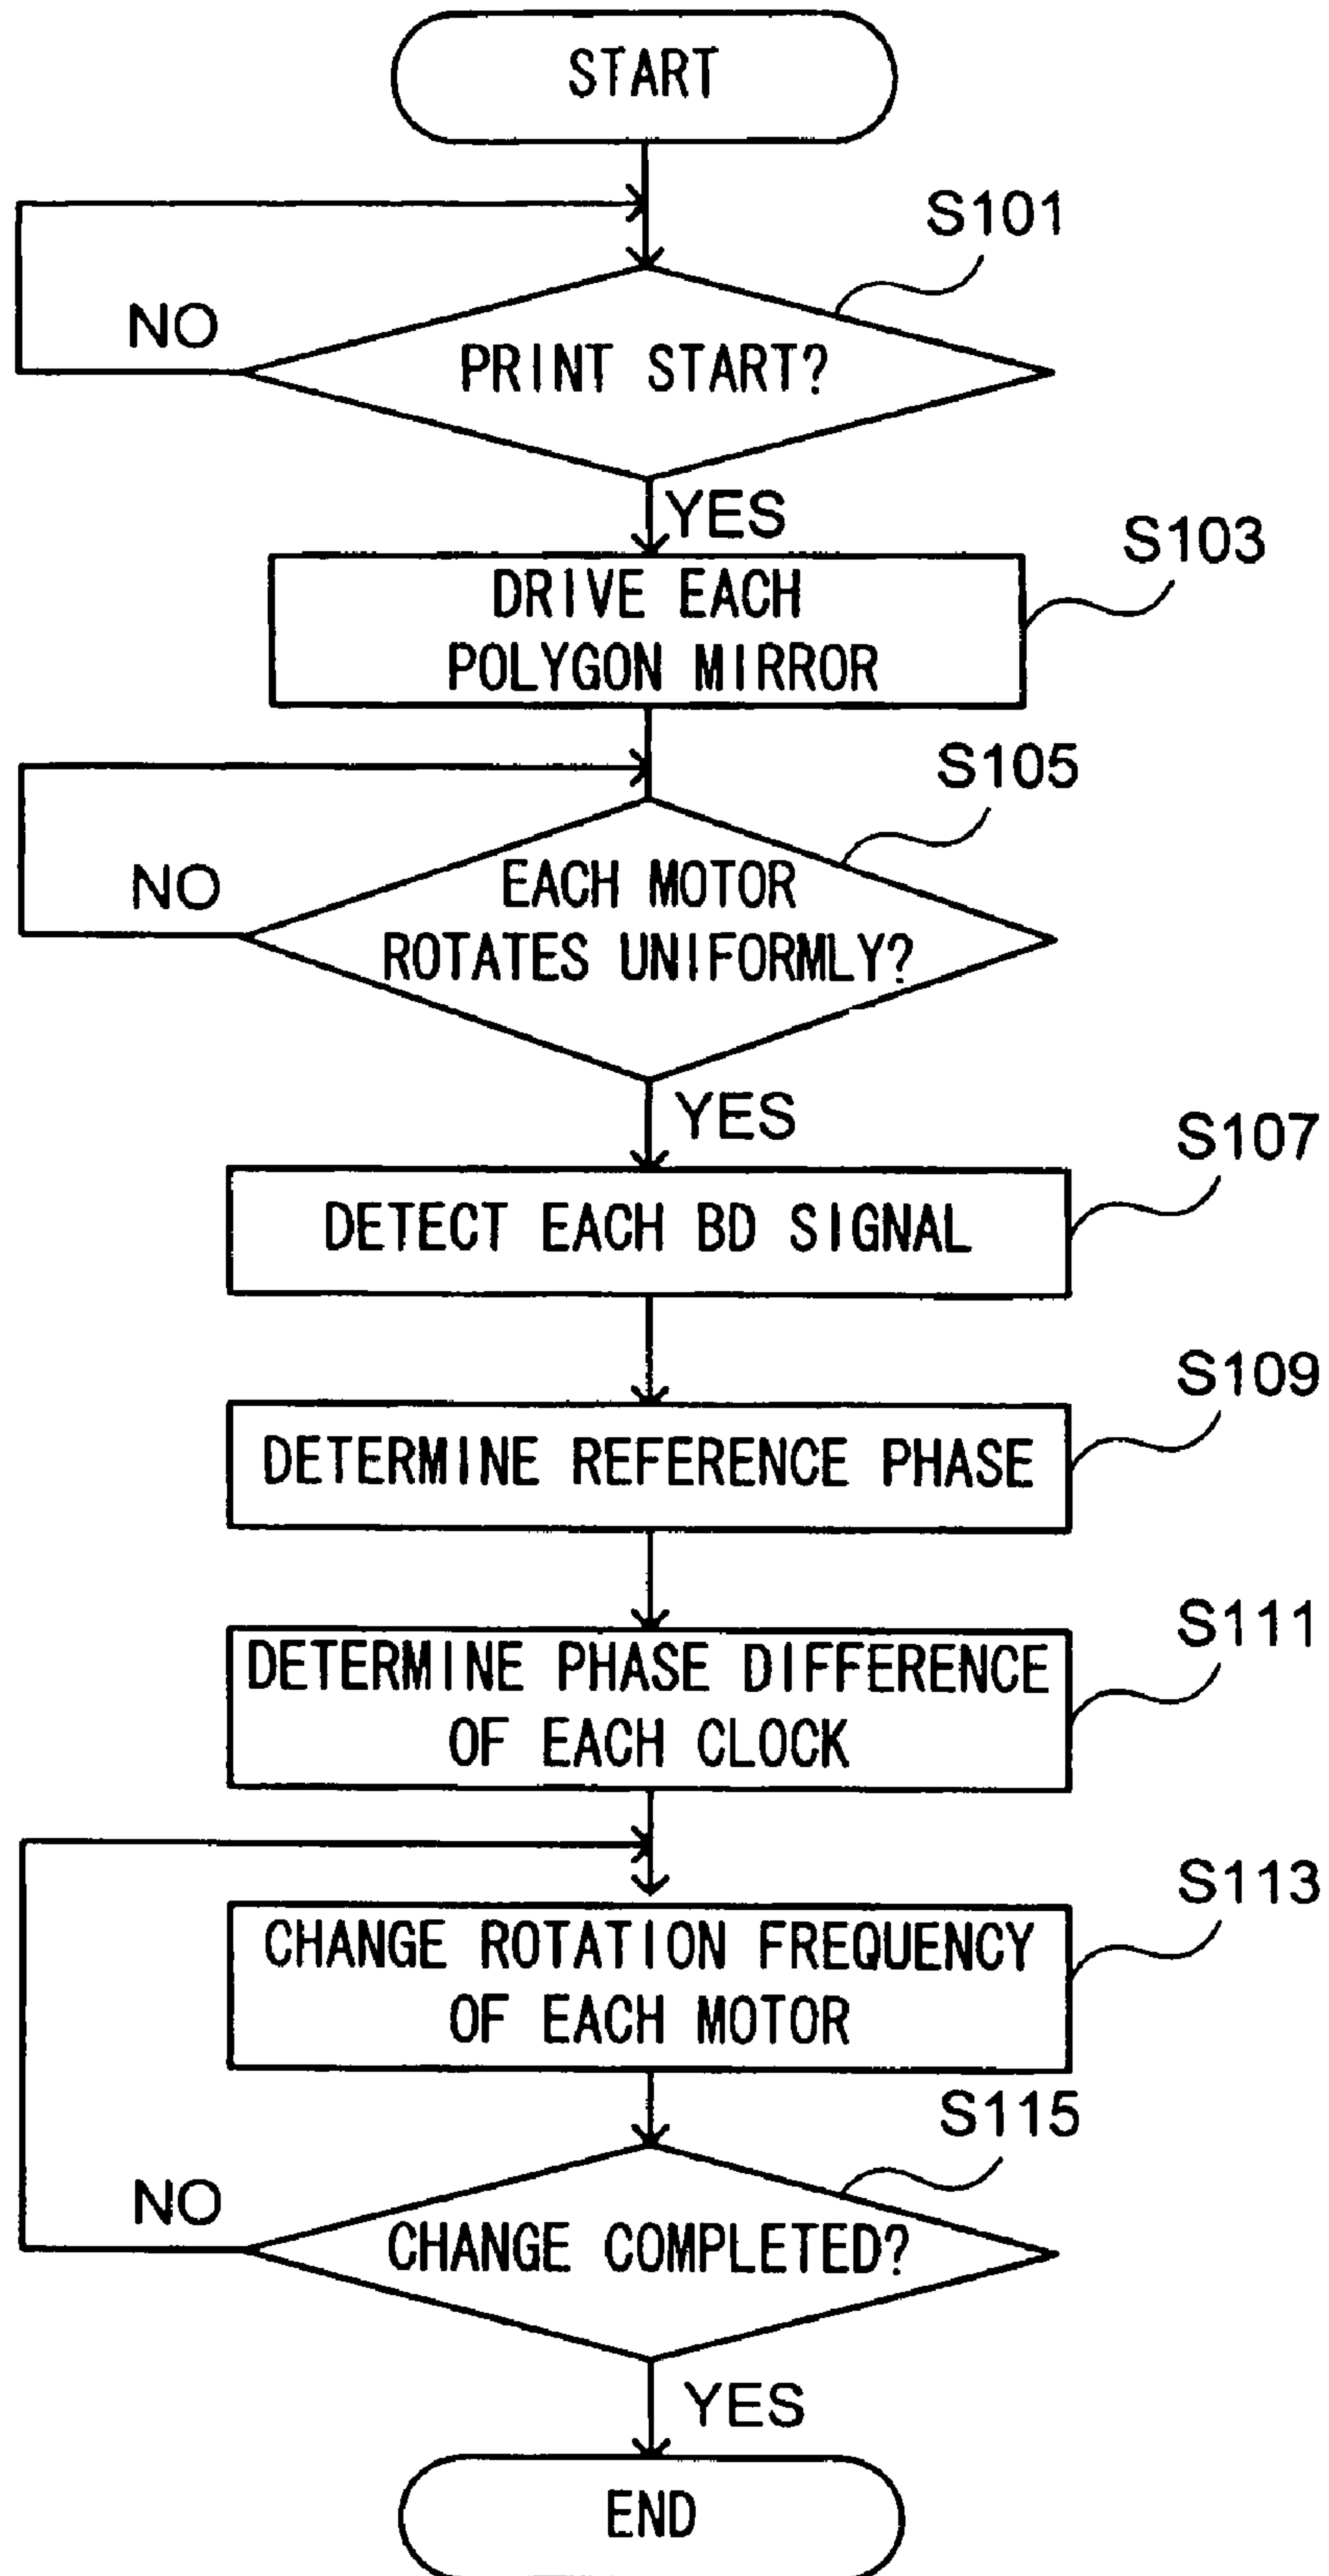 START
S101
NO
PRINT START?
YES
S103
DRIVE EACH
POLYGON MIRROR
S105
NO
EACH MOTOR
ROTATES UNIFORMLY?
YES
S107
DETECT EACH BD SIGNAL
S109
DETERMINE REFERENCE PHASE
S111
DETERMINE PHASE DIFFERENCE
OF EACH CLOCK
S113
CHANGE ROTATION FREQUENCY
OF EACH MOTOR
S115
NO
CHANGE COMPLETED?
YES
END